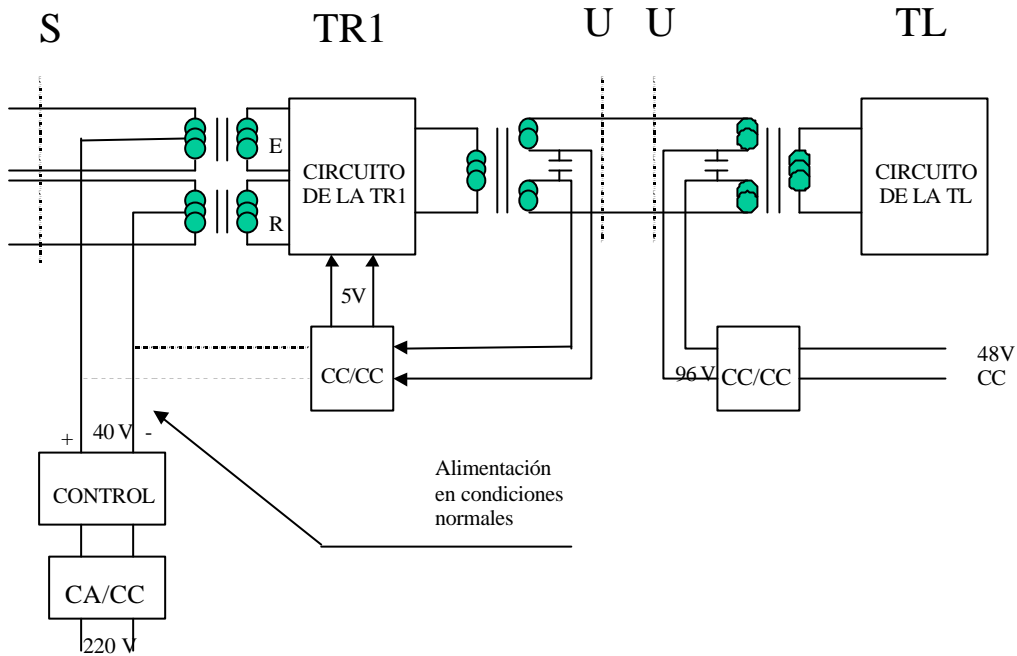 S
TR1
U
U
TL
E
R
CIRCUITO
DE LA TR1
CIRCUITO
DE LA TL
5V
CC/CC
96 V
CC/CC
48V
CC
+
40 V
-
CONTROL
Alimentación
en condiciones
normales
CA/CC
220 V